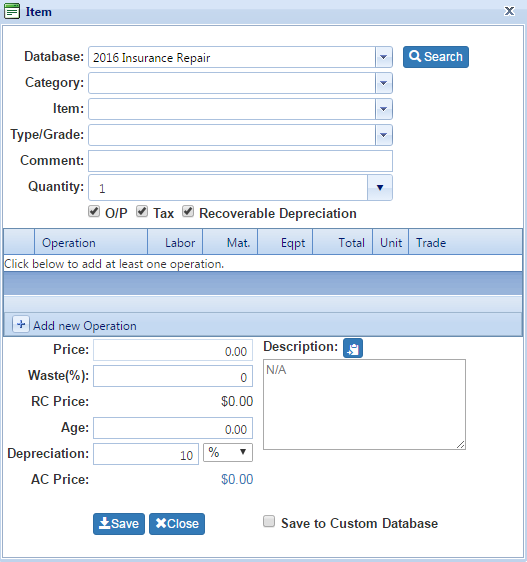 Item
Database: 2016 Insurance Repair Search
Category:
Item:
Type/Grade:
Comment:
Quantity: 1
O/P Tax Recoverable Depreciation
Operation Labor Mat. Eqpt Total Unit Trade
Click below to add at least one operation.
Add new Operation
Price: 0.00 Description:
Waste(%): 0 N/A
RC Price: $0.00
Age: 0.00
Depreciation: 10 %
AC Price: $0.00
Save Close Save to Custom Database